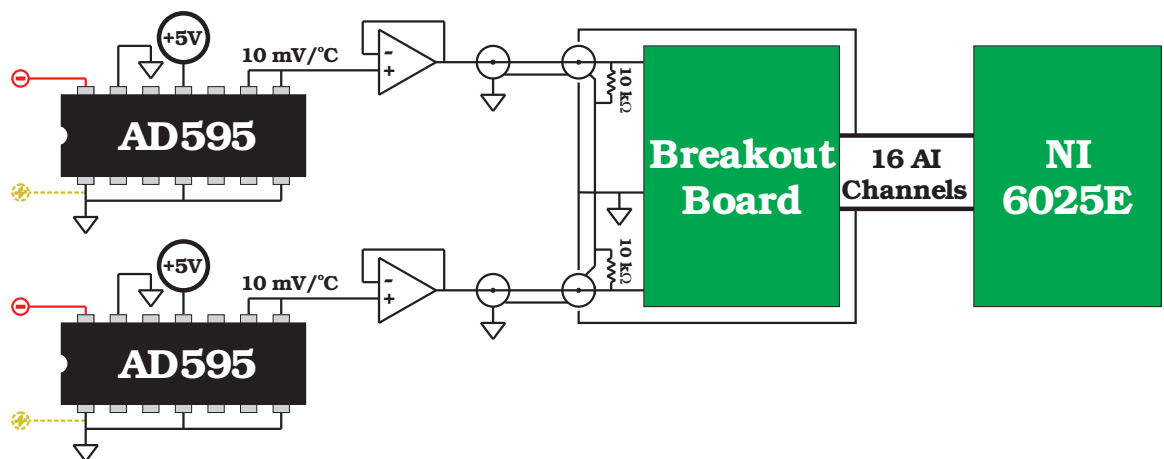 +5V
10 mV/°C
-
+
AD595
10 kΩ
Breakout
Board
16 AI
Channels
NI
6025E
10 kΩ
+5V
10 mV/°C
-
+
AD595